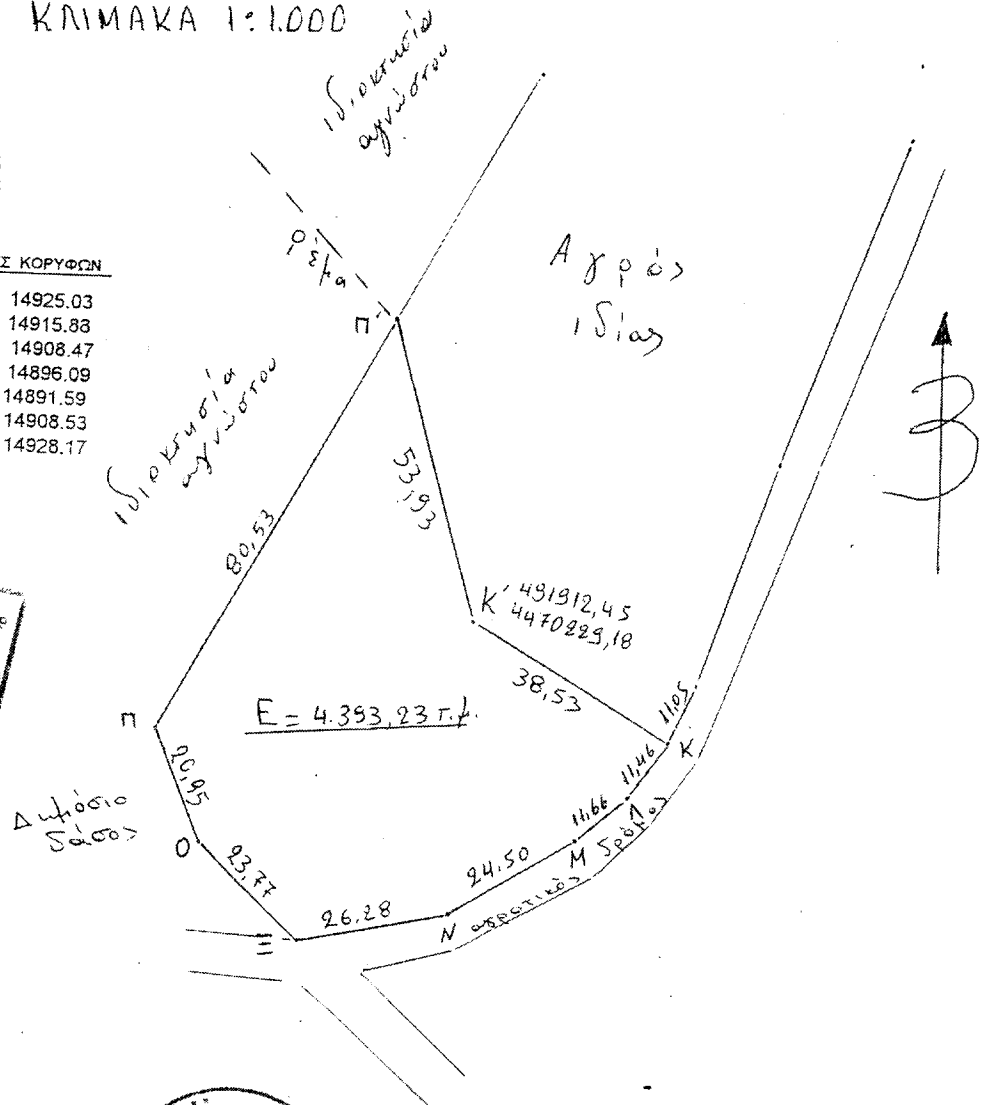 ΚΛΙΜΑΚΑ 1:1.000
ιδιοκτησία
αγνώστου
ρέμα
Αγρός
ιδίας
Σ ΚΟΡΥΦΩΝ
14925.03
14915.88
14908.47
14896.09
14891.59
14908.53
14928.17
Π'
ιδιοκτησία
αγνώστου
53,93
80,53
Κ' 491912,45
4470229,18
38,53
Π
Ε = 4.393,23 τ.μ.
11,05
Κ
11,46
Λ
11,66
Μ
20,95
Δημόσιο
δάσος
Ο
23,77
24.50
26.28
Ν αγροτικός δρόμος
Ξ